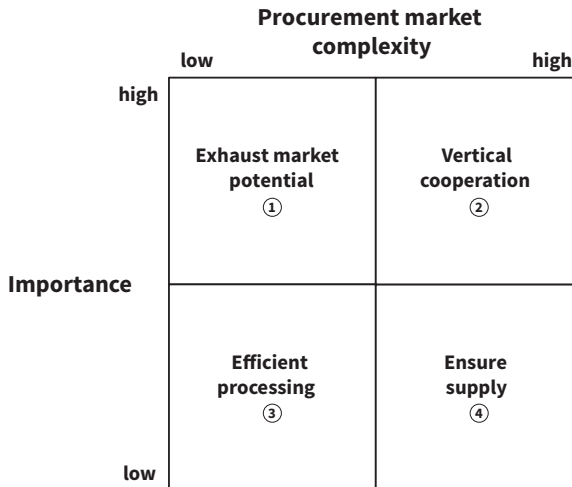 Procurement market
complexity
low
high
high
Exhaust market
potential
①
Vertical
cooperation
②
Importance
Efficient
processing
③
Ensure
supply
④
low